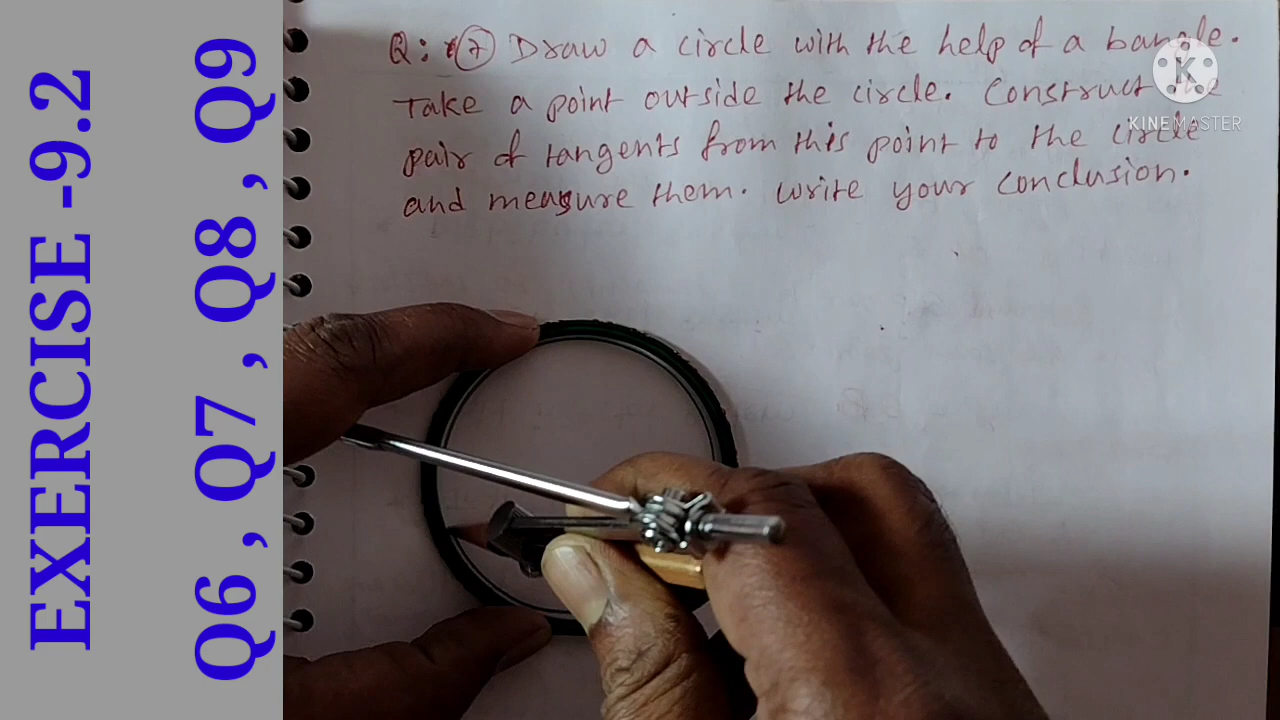 EXERCISE -9.2
Q6 , Q7 , Q8 , Q9
Q: 7 Draw a circle with the help of a bangle.
Take a point outside the circle. Construct the
pair of tangents from this point to the circle
and measure them. Write your conclusion.
K
KINEMASTER